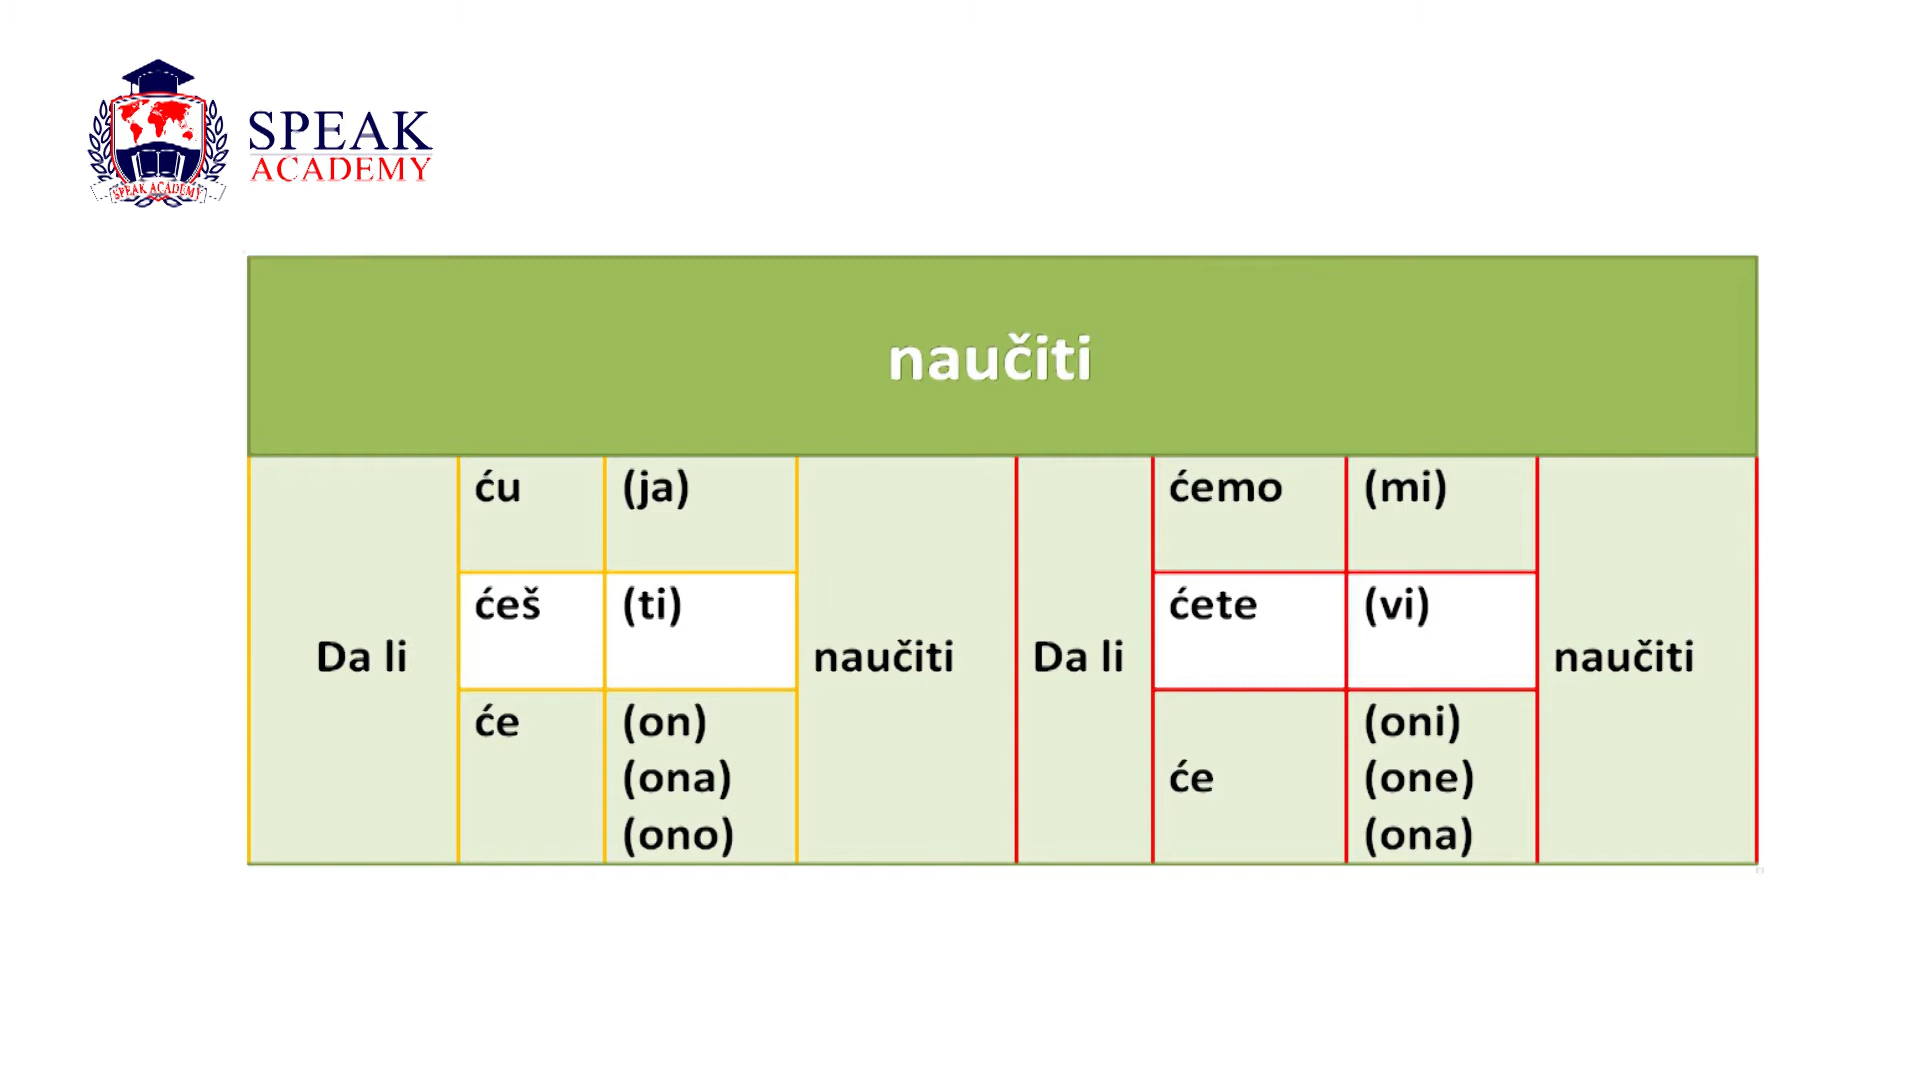 SPEAK
ACADEMY
SPEAK ACADEMY
naučiti
Da li
ću (ja)
ćeš (ti)
će (on)
(ona)
(ono)
naučiti
Da li
ćemo (mi)
ćete (vi)
će
(oni)
(one)
(ona)
naučiti